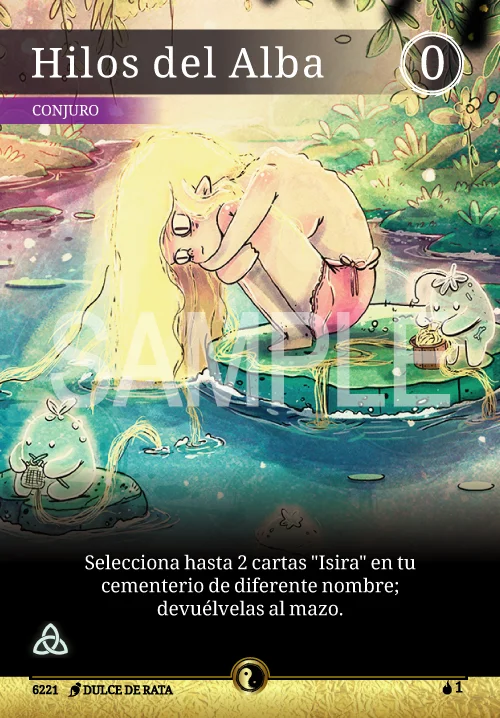 Hilos del Alba
0
CONJURO
SAMPLE
Selecciona hasta 2 cartas "Isira" en tu
cementerio de diferente nombre;
devuélvelas al mazo.
6221 DULCE DE RATA
1